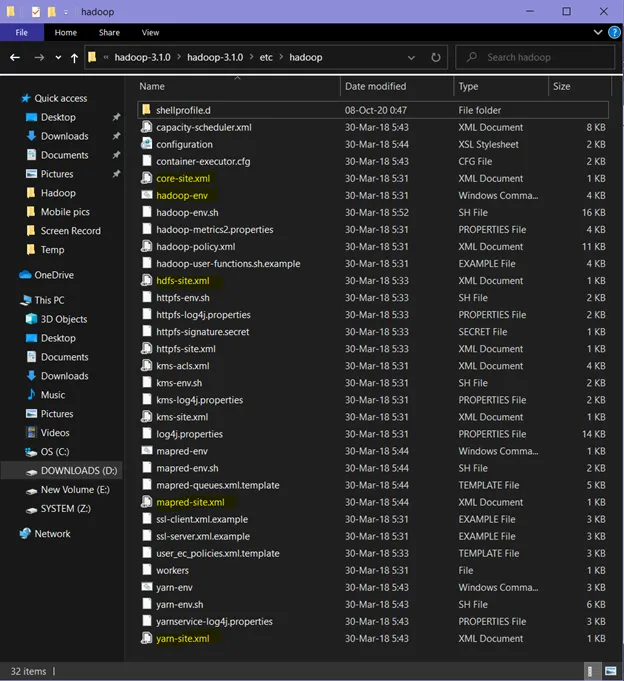 hadoop
File Home Share View
« hadoop-3.1.0 › hadoop-3.1.0 › etc › hadoop Search hadoop
Name Date modified Type Size
Quick access
Desktop
Downloads
Documents
Pictures
Hadoop
Mobile pics
Screen Record
Temp
OneDrive
This PC
3D Objects
Desktop
Documents
Downloads
Music
Pictures
Videos
OS (C:)
DOWNLOADS (D:)
New Volume (E:)
SYSTEM (Z:)
Network
shellprofile.d 08-Oct-20 0:47 File folder
capacity-scheduler.xml 30-Mar-18 5:43 XML Document 8 KB
configuration 30-Mar-18 5:44 XSL Stylesheet 2 KB
container-executor.cfg 30-Mar-18 5:43 CFG File 2 KB
core-site.xml 30-Mar-18 5:31 XML Document 1 KB
hadoop-env 30-Mar-18 5:31 Windows Comma... 4 KB
hadoop-env.sh 30-Mar-18 5:52 SH File 16 KB
hadoop-metrics2.properties 30-Mar-18 5:31 PROPERTIES File 4 KB
hadoop-policy.xml 30-Mar-18 5:31 XML Document 11 KB
hadoop-user-functions.sh.example 30-Mar-18 5:31 EXAMPLE File 4 KB
hdfs-site.xml 30-Mar-18 5:33 XML Document 1 KB
httpfs-env.sh 30-Mar-18 5:33 SH File 2 KB
httpfs-log4j.properties 30-Mar-18 5:33 PROPERTIES File 2 KB
httpfs-signature.secret 30-Mar-18 5:33 SECRET File 1 KB
httpfs-site.xml 30-Mar-18 5:33 XML Document 1 KB
kms-acls.xml 30-Mar-18 5:31 XML Document 4 KB
kms-env.sh 30-Mar-18 5:31 SH File 2 KB
kms-log4j.properties 30-Mar-18 5:31 PROPERTIES File 2 KB
kms-site.xml 30-Mar-18 5:31 XML Document 1 KB
log4j.properties 30-Mar-18 5:31 PROPERTIES File 14 KB
mapred-env 30-Mar-18 5:44 Windows Comma... 1 KB
mapred-env.sh 30-Mar-18 5:44 SH File 2 KB
mapred-queues.xml.template 30-Mar-18 5:44 TEMPLATE File 5 KB
mapred-site.xml 30-Mar-18 5:44 XML Document 1 KB
ssl-client.xml.example 30-Mar-18 5:31 EXAMPLE File 3 KB
ssl-server.xml.example 30-Mar-18 5:31 EXAMPLE File 3 KB
user_ec_policies.xml.template 30-Mar-18 5:33 TEMPLATE File 3 KB
workers 30-Mar-18 5:31 File 1 KB
yarn-env 30-Mar-18 5:43 Windows Comma... 3 KB
yarn-env.sh 30-Mar-18 5:43 SH File 6 KB
yarnservice-log4j.properties 30-Mar-18 5:43 PROPERTIES File 3 KB
yarn-site.xml 30-Mar-18 5:43 XML Document 1 KB
32 items